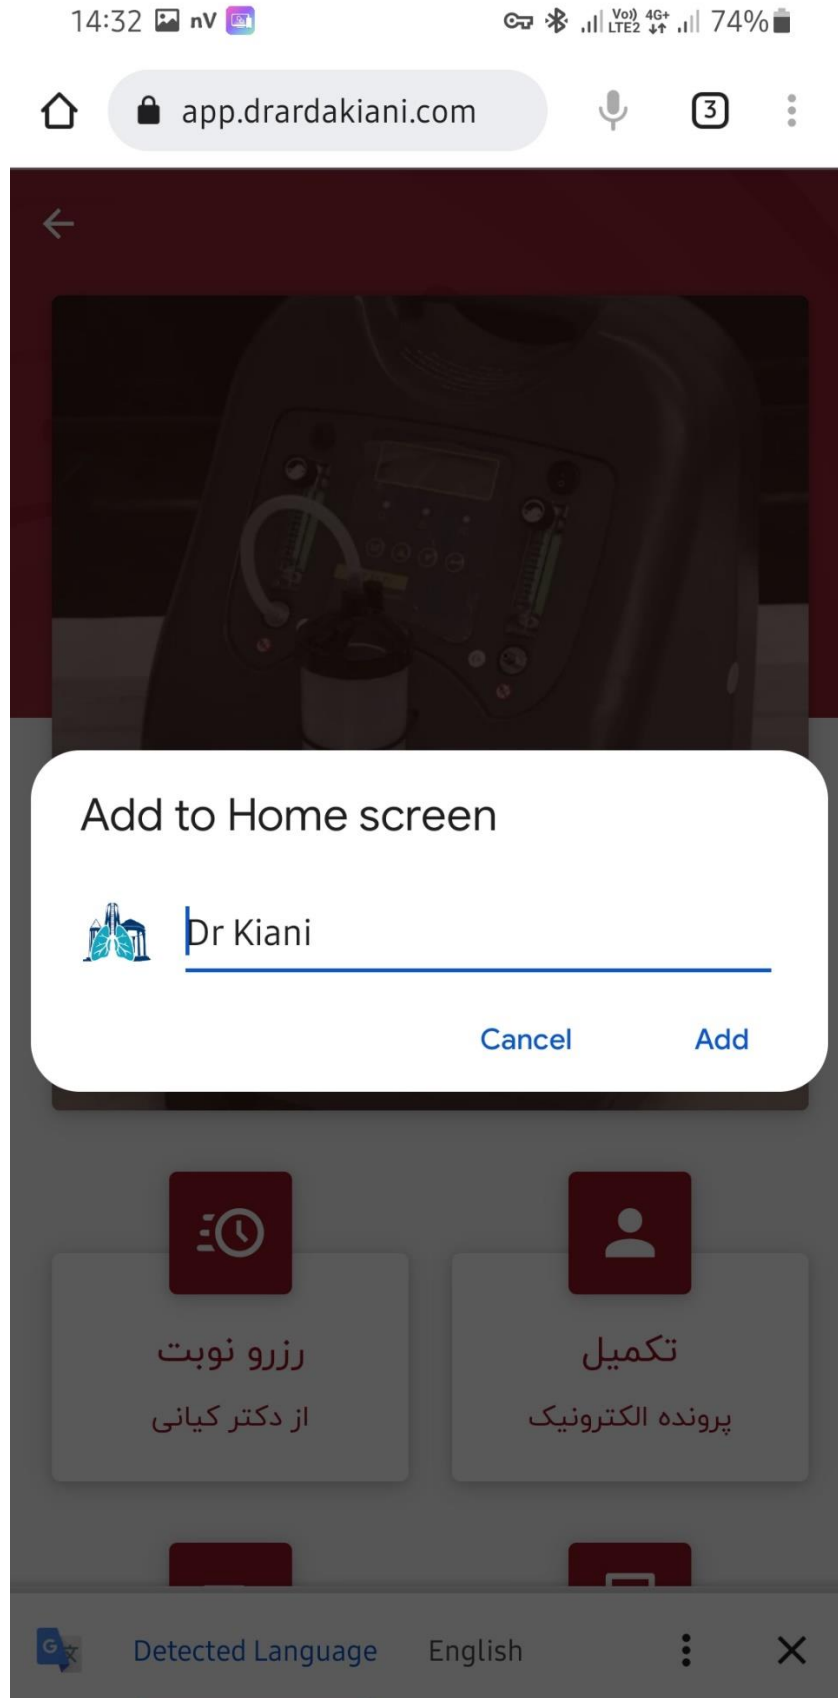 14:32 nV Vo)) LTE2 4G+ 74%
app.drardakiani.com 3
Add to Home screen
Dr Kiani
Cancel Add
تکمیل
پرونده الکترونیک
رزرو نوبت
از دکتر کیانی
Detected Language English